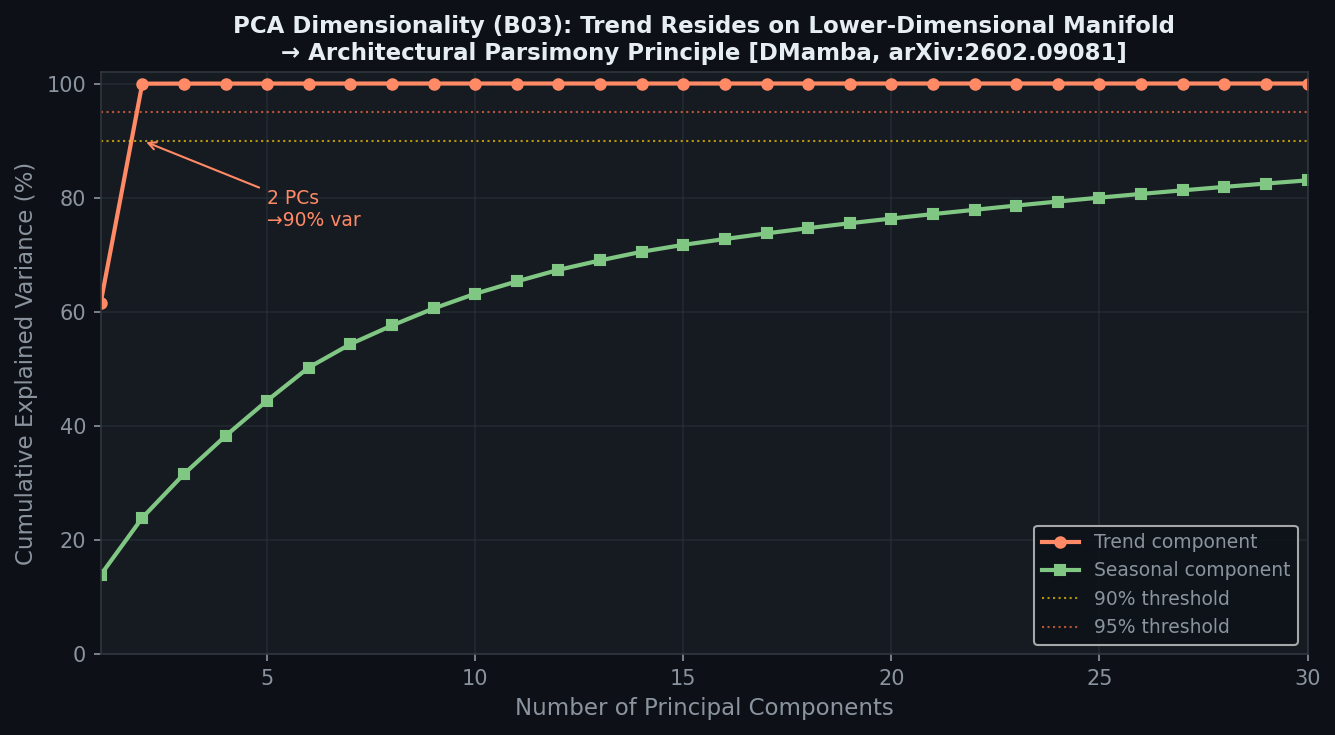 PCA Dimensionality (B03): Trend Resides on Lower-Dimensional Manifold
→ Architectural Parsimony Principle [DMamba, arXiv:2602.09081]
Cumulative Explained Variance (%)
100
80
60
40
20
0
2 PCs
→90% var
Trend component
Seasonal component
90% threshold
95% threshold
5 10 15 20 25 30
Number of Principal Components